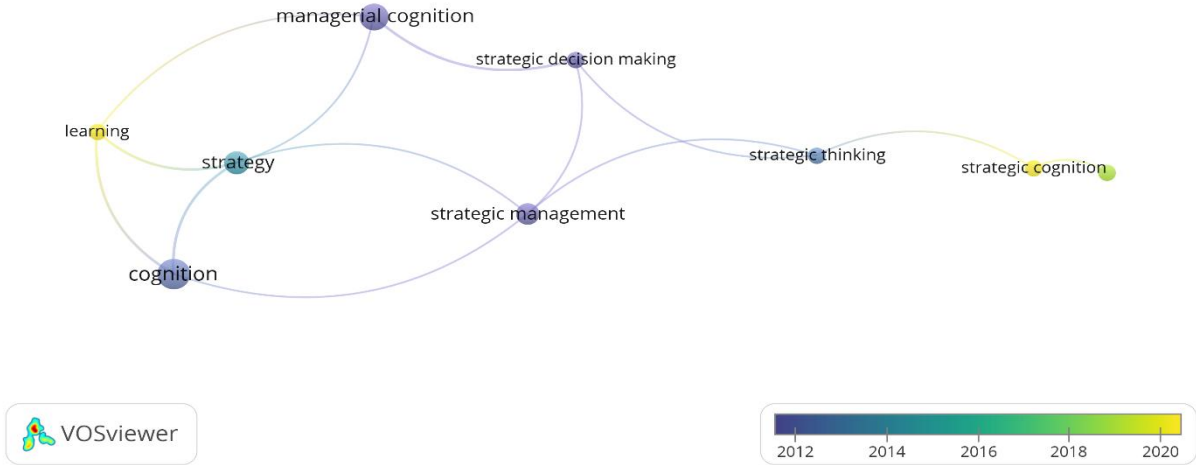 managerial cognition
strategic decision making
learning
strategy
strategic thinking
strategic cognition
strategic management
cognition
VOSviewer
2012 2014 2016 2018 2020